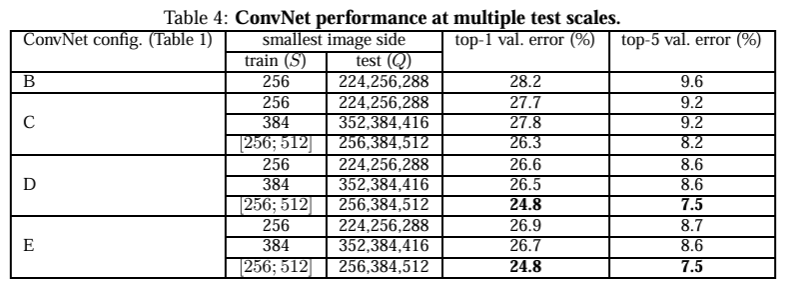 Table 4: ConvNet performance at multiple test scales.
ConvNet config. (Table 1) smallest image side top-1 val. error (%) top-5 val. error (%)
train (S) test (Q)
B 256 224,256,288 28.2 9.6
256 224,256,288 27.7 9.2
C 384 352,384,416 27.8 9.2
[256; 512] 256,384,512 26.3 8.2
256 224,256,288 26.6 8.6
D 384 352,384,416 26.5 8.6
[256; 512] 256,384,512 24.8 7.5
256 224,256,288 26.9 8.7
E 384 352,384,416 26.7 8.6
[256; 512] 256,384,512 24.8 7.5